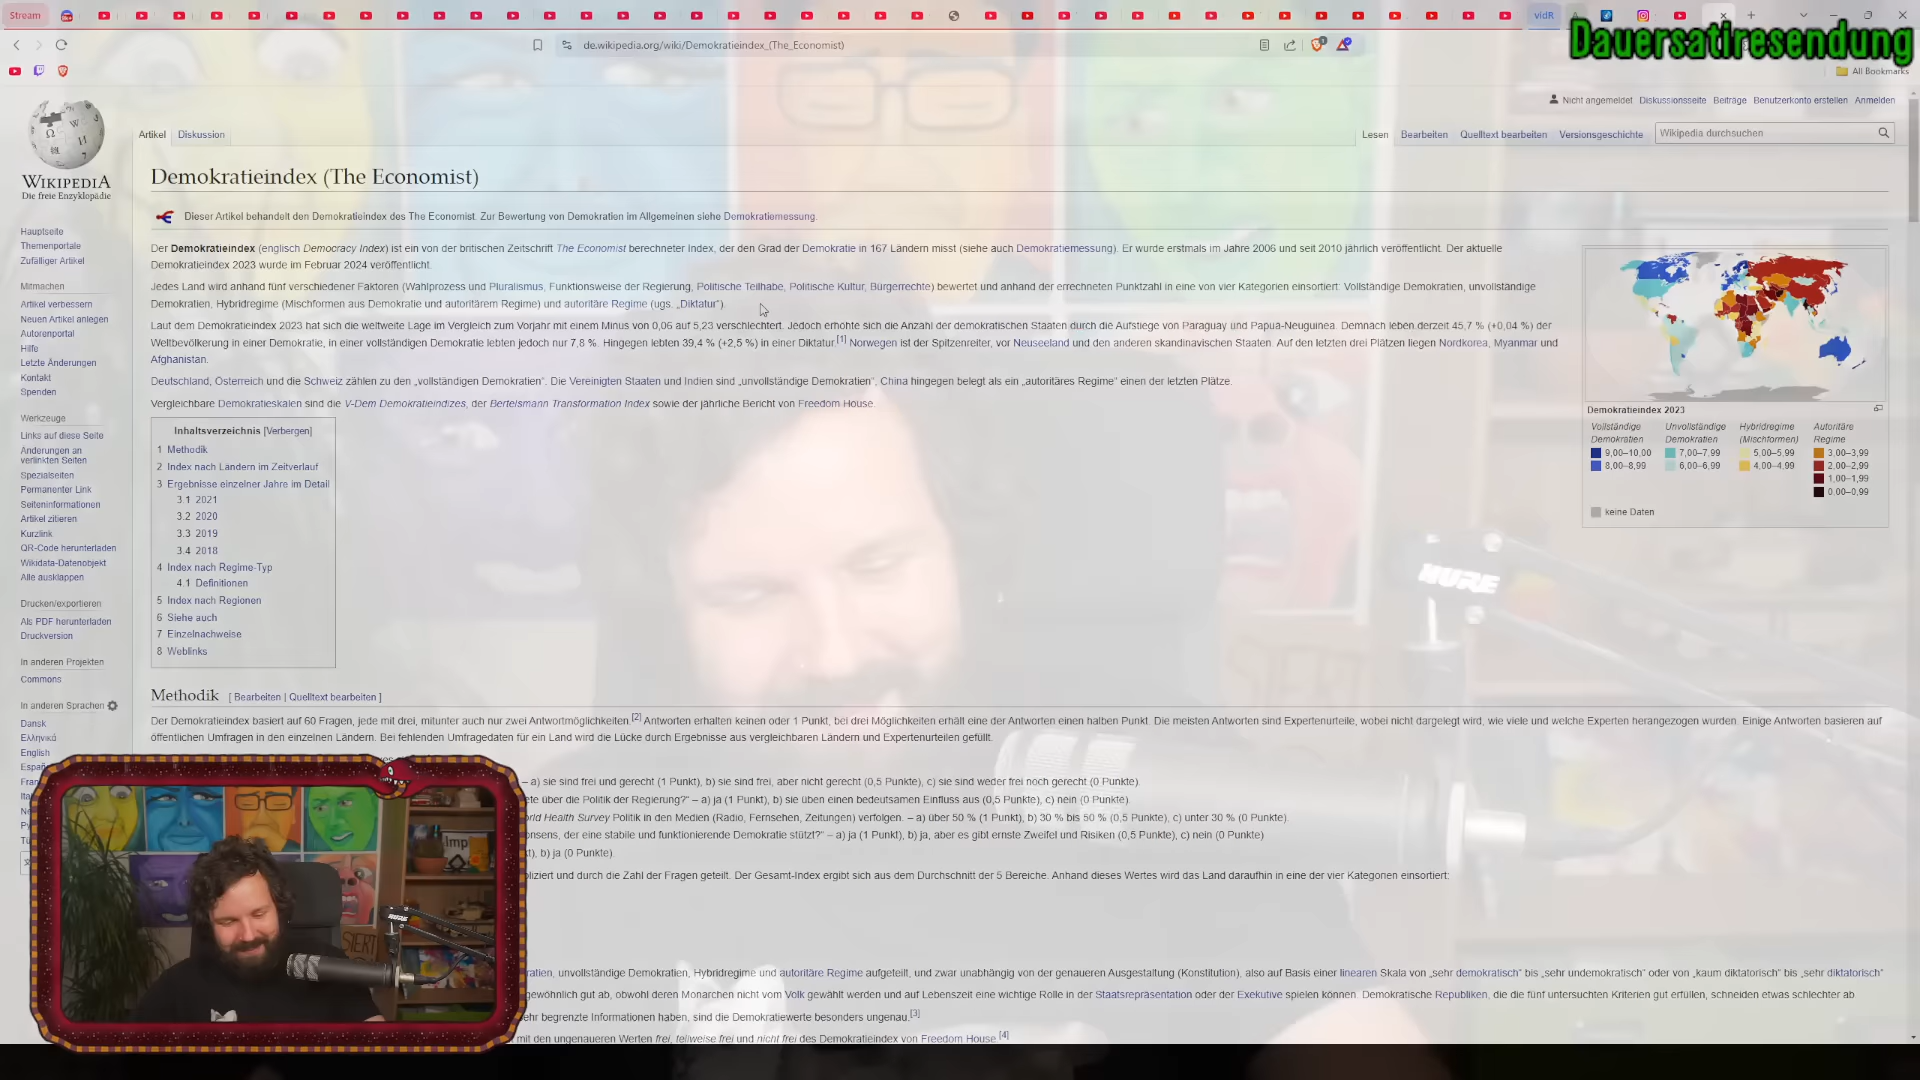 Stream
vidR
Dauersatiresendung
de.wikipedia.org/wiki/Demokratieindex_(The_Economist)
All Bookmarks
Nicht angemeldet Diskussionsseite Beiträge Benutzerkonto erstellen Anmelden
Artikel Diskussion
Lesen Bearbeiten Quelltext bearbeiten Versionsgeschichte Wikipedia durchsuchen
WIKIPEDIA
Die freie Enzyklopädie
Hauptseite
Themenportale
Zufälliger Artikel
Mitmachen
Artikel verbessern
Neuen Artikel anlegen
Autorenportal
Hilfe
Letzte Änderungen
Kontakt
Spenden
Werkzeuge
Links auf diese Seite
Änderungen an
verlinkten Seiten
Spezialseiten
Permanenter Link
Seiteninformationen
Artikel zitieren
Kurzlink
QR-Code herunterladen
Wikidata-Datenobjekt
Alle ausklappen
Drucken/exportieren
Als PDF herunterladen
Druckversion
In anderen Projekten
Commons
In anderen Sprachen
Dansk
Ελληνικά
English
Demokratieindex (The Economist)
Dieser Artikel behandelt den Demokratieindex des The Economist. Zur Bewertung von Demokratien im Allgemeinen siehe Demokratiemessung.
Der Demokratieindex (englisch Democracy Index) ist ein von der britischen Zeitschrift The Economist berechneter Index, der den Grad der Demokratie in 167 Ländern misst (siehe auch Demokratiemessung). Er wurde erstmals im Jahre 2006 und seit 2010 jährlich veröffentlicht. Der aktuelle
Demokratieindex 2023 wurde im Februar 2024 veröffentlicht.
Jedes Land wird anhand fünf verschiedener Faktoren (Wahlprozess und Pluralismus, Funktionsweise der Regierung, Politische Teilhabe, Politische Kultur, Bürgerrechte) bewertet und anhand der errechneten Punktzahl in eine von vier Kategorien einsortiert: Vollständige Demokratien, unvollständige
Demokratien, Hybridregime (Mischformen aus Demokratie und autoritärem Regime) und autoritäre Regime (ugs. „Diktatur“).
Laut dem Demokratieindex 2023 hat sich die weltweite Lage im Vergleich zum Vorjahr mit einem Minus von 0,06 auf 5,23 verschlechtert. Jedoch erhöhte sich die Anzahl der demokratischen Staaten durch die Aufstiege von Paraguay und Papua-Neuguinea. Demnach leben derzeit 45,7 % (+0,04 %) der
Weltbevölkerung in einer Demokratie, in einer vollständigen Demokratie lebten jedoch nur 7,8 %. Hingegen lebten 39,4 % (+2,5 %) in einer Diktatur.[1] Norwegen ist der Spitzenreiter, vor Neuseeland und den anderen skandinavischen Staaten. Auf den letzten drei Plätzen liegen Nordkorea, Myanmar und
Afghanistan.
Deutschland, Österreich und die Schweiz zählen zu den „vollständigen Demokratien“. Die Vereinigten Staaten und Indien sind „unvollständige Demokratien“, China hingegen belegt als ein „autoritäres Regime“ einen der letzten Plätze.
Vergleichbare Demokratieskalen sind die V-Dem Demokratieindizes, der Bertelsmann Transformation Index sowie der jährliche Bericht von Freedom House.
Inhaltsverzeichnis [Verbergen]
1 Methodik
2 Index nach Ländern im Zeitverlauf
3 Ergebnisse einzelner Jahre im Detail
3.1 2021
3.2 2020
3.3 2019
3.4 2018
4 Index nach Regime-Typ
4.1 Definitionen
5 Index nach Regionen
6 Siehe auch
7 Einzelnachweise
8 Weblinks
Demokratieindex 2023
Vollständige Demokratien
9,00–10,00
8,00–8,99
Unvollständige Demokratien
7,00–7,99
6,00–6,99
Hybridregime (Mischformen)
5,00–5,99
4,00–4,99
Autoritäre Regime
3,00–3,99
2,00–2,99
1,00–1,99
0,00–0,99
keine Daten
Methodik [ Bearbeiten | Quelltext bearbeiten ]
Der Demokratieindex basiert auf 60 Fragen, jede mit drei, mitunter auch nur zwei Antwortmöglichkeiten.[2] Antworten erhalten keinen oder 1 Punkt, bei drei Möglichkeiten erhält eine der Antworten einen halben Punkt. Die meisten Antworten sind Expertenurteile, wobei nicht dargelegt wird, wie viele und welche Experten herangezogen wurden. Einige Antworten basieren auf
öffentlichen Umfragen in den einzelnen Ländern. Bei fehlenden Umfragedaten für ein Land wird die Lücke durch Ergebnisse aus vergleichbaren Ländern und Expertenurteilen gefüllt.
– a) sie sind frei und gerecht (1 Punkt), b) sie sind frei, aber nicht gerecht (0,5 Punkte), c) sie sind weder frei noch gerecht (0 Punkte).
über die Politik der Regierung?“ – a) ja (1 Punkt), b) sie üben einen bedeutsamen Einfluss aus (0,5 Punkte), c) nein (0 Punkte).
Health Survey Politik in den Medien (Radio, Fernsehen, Zeitungen) verfolgen. – a) über 50 % (1 Punkt), b) 30 % bis 50 % (0,5 Punkte), c) unter 30 % (0 Punkte).
der eine stabile und funktionierende Demokratie stützt?“ – a) ja (1 Punkt), b) ja, aber es gibt ernste Zweifel und Risiken (0,5 Punkte), c) nein (0 Punkte)
b) ja (0 Punkte).
und durch die Zahl der Fragen geteilt. Der Gesamt-Index ergibt sich aus dem Durchschnitt der 5 Bereiche. Anhand dieses Wertes wird das Land daraufhin in eine der vier Kategorien einsortiert:
unvollständige Demokratien, Hybridregime und autoritäre Regime aufgeteilt, und zwar unabhängig von der genaueren Ausgestaltung (Konstitution), also auf Basis einer linearen Skala von „sehr demokratisch“ bis „sehr undemokratisch“ oder von „kaum diktatorisch“ bis „sehr diktatorisch“
gut ab, obwohl deren Monarchen nicht vom Volk gewählt werden und auf Lebenszeit eine wichtige Rolle in der Staatsrepräsentation oder der Exekutive spielen können. Demokratische Republiken, die die fünf untersuchten Kriterien gut erfüllen, schneiden etwas schlechter ab
begrenzte Informationen haben, sind die Demokratiewerte besonders ungenau.[3]
mit den ungenaueren Werten frei, teilweise frei und nicht frei des Demokratieindex von Freedom House.[4]